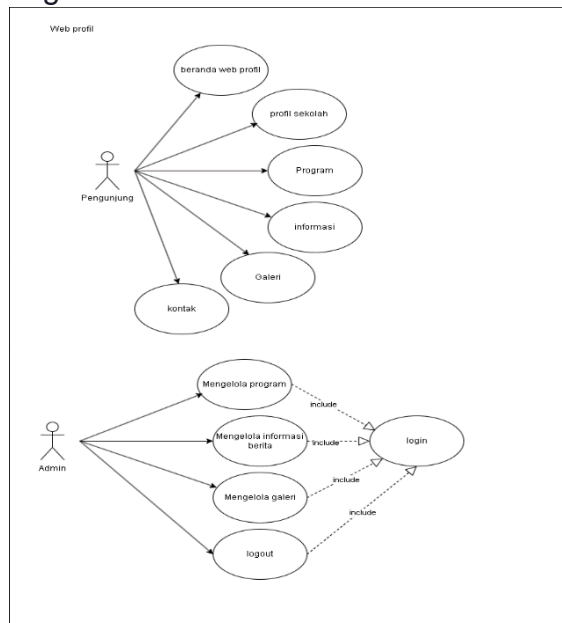 Web profil
beranda web profil
profil sekolah
Program
Pengunjung
informasi
Galeri
kontak
Mengelola program
include
Mengelola informasi
berita
include
login
Admin
Mengelola galeri
include
include
logout